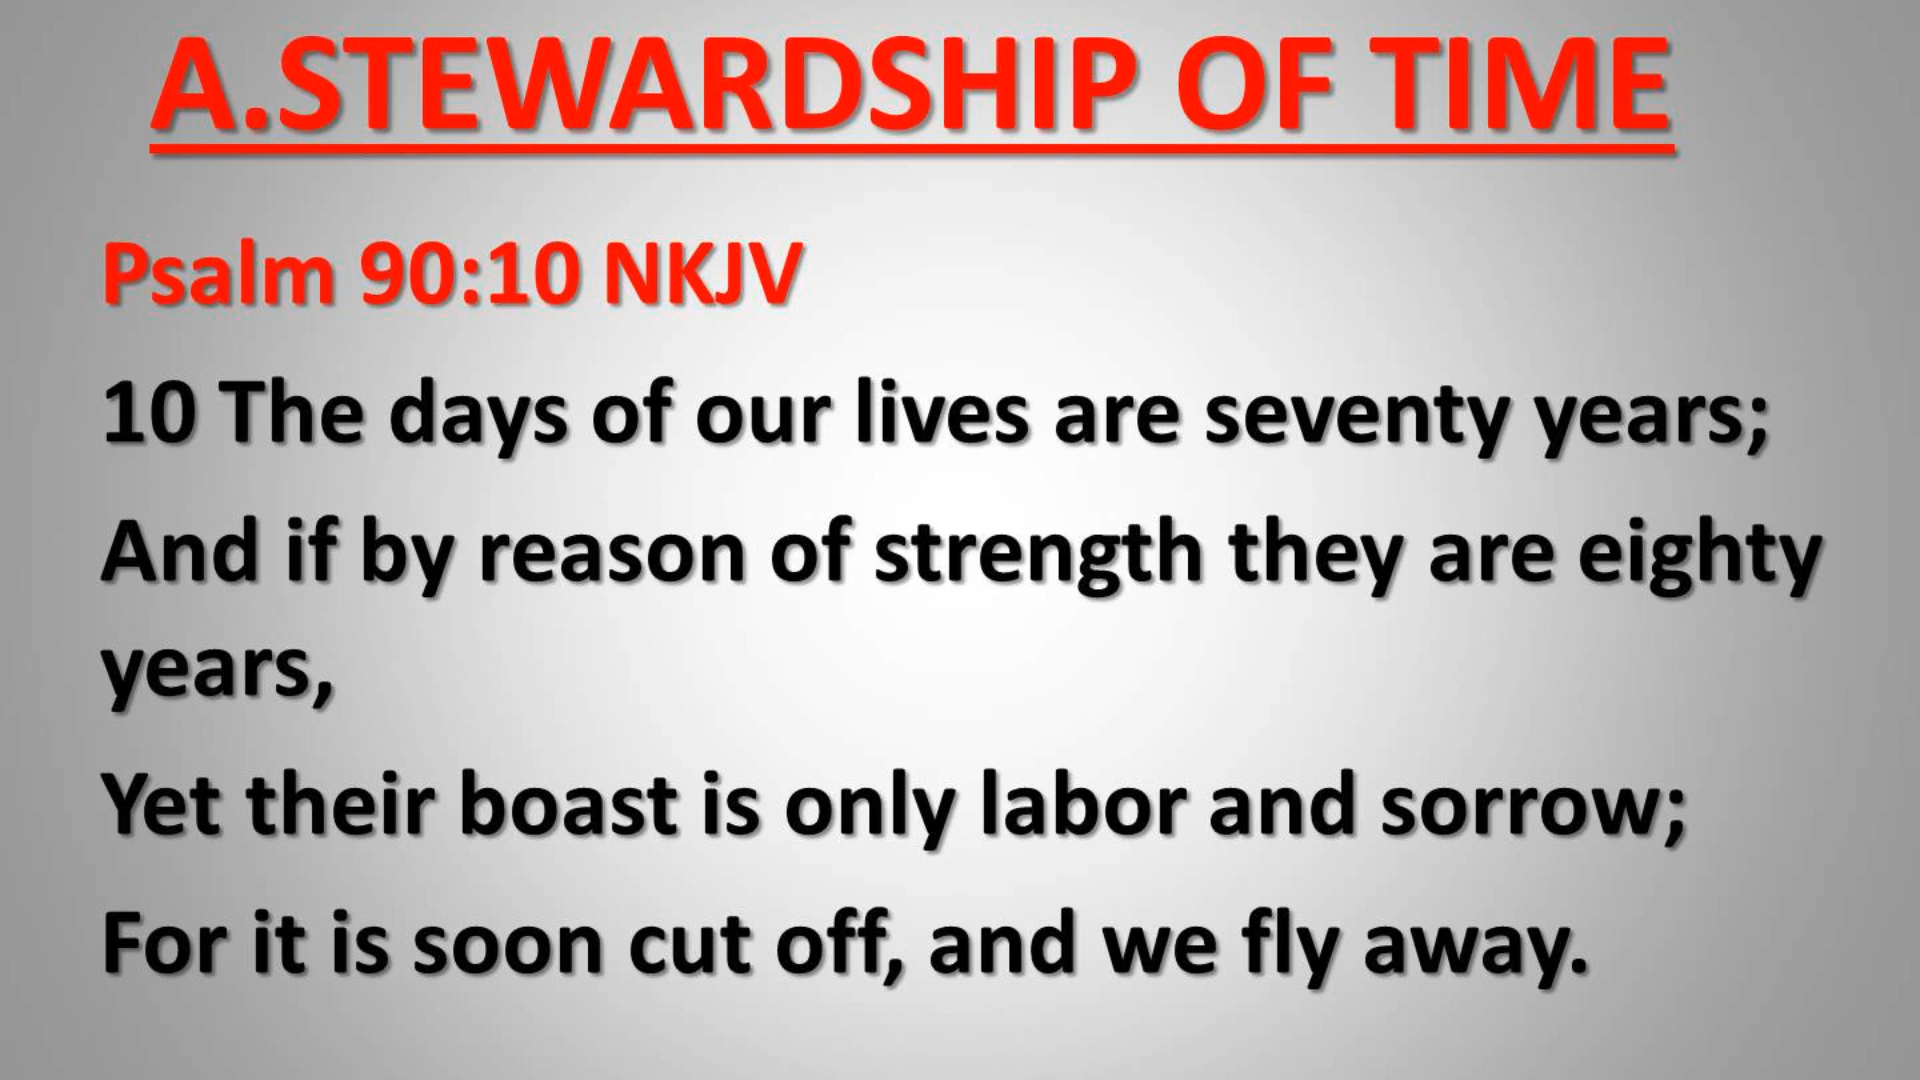 A.STEWARDSHIP OF TIME
Psalm 90:10 NKJV
10 The days of our lives are seventy years;
And if by reason of strength they are eighty
years,
Yet their boast is only labor and sorrow;
For it is soon cut off, and we fly away.